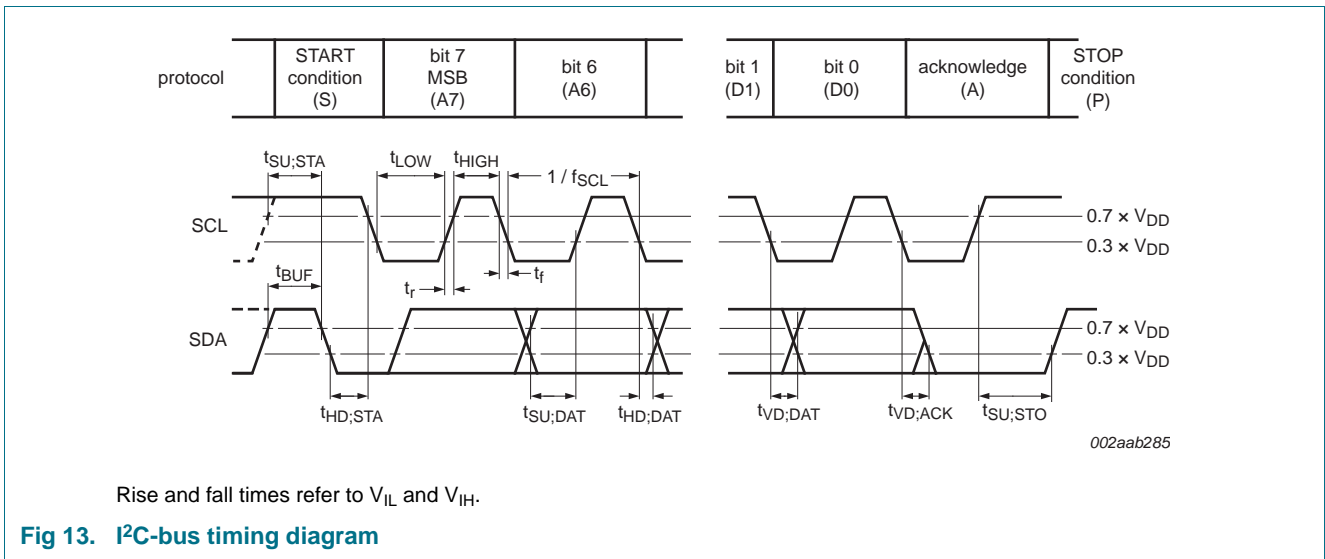 protocol
START condition (S)
bit 7 MSB (A7)
bit 6 (A6)
bit 1 (D1)
bit 0 (D0)
acknowledge (A)
STOP condition (P)
tSU;STA
tLOW
tHIGH
1 / fSCL
SCL
0.7 × VDD
0.3 × VDD
tBUF
tr
tf
SDA
0.7 × VDD
0.3 × VDD
tHD;STA
tSU;DAT
tHD;DAT
tVD;DAT
tVD;ACK
tSU;STO
002aab285
Rise and fall times refer to VIL and VIH.
Fig 13. I²C-bus timing diagram